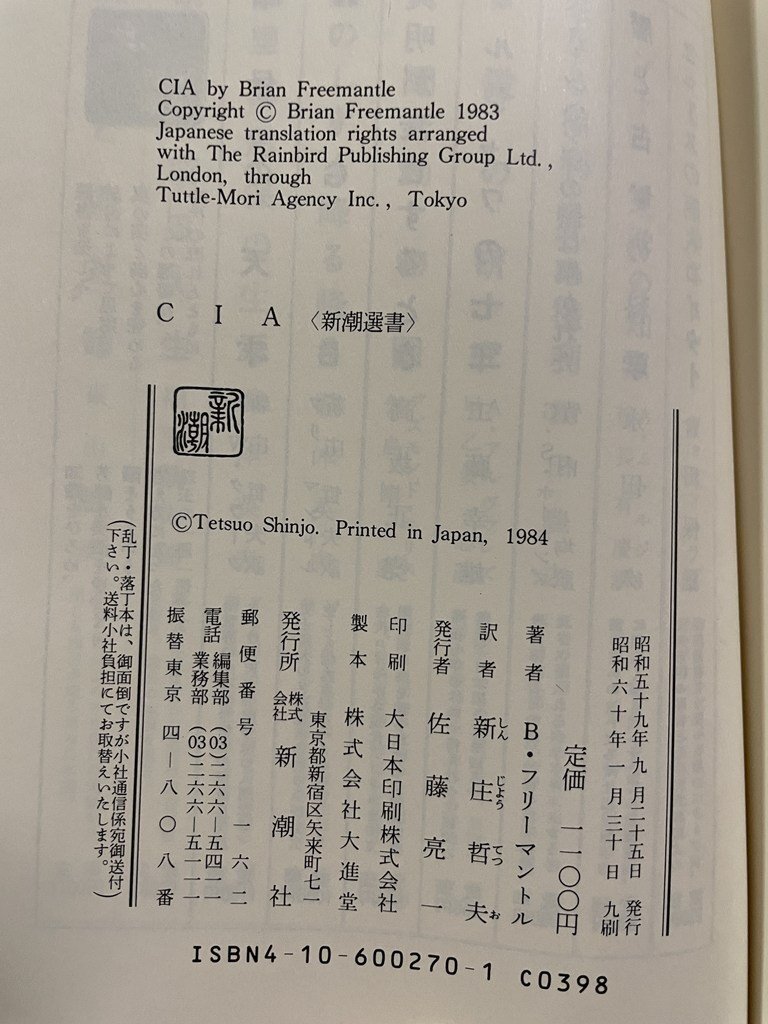 CIA by Brian Freemantle
Copyright © Brian Freemantle 1983
Japanese translation rights arranged
with The Rainbird Publishing Group Ltd.,
London, through
Tuttle-Mori Agency Inc., Tokyo
CIA〈新潮選書〉
新潮
©Tetsuo Shinjo. Printed in Japan, 1984
昭和五十九年九月二十五日 発行
昭和六十年一月三十日 九刷
定価 一一〇〇円
著者 B・フリーマントル
訳者 新庄哲夫
しん じょう てつ お
発行者 佐藤亮一
印刷 大日本印刷株式会社
製本 株式会社大進堂
東京都新宿区矢来町七一
発行所 株式会社 新潮社
郵便番号 一六二
電話 編集部 (03)二六六―五四一一
業務部 (03)二六六―五一一一
振替東京 四―八〇八番
(乱丁・落丁本は、御面倒ですが小社通信係宛御送付
下さい。送料小社負担にてお取替えいたします。)
ISBN4-10-600270-1 C0398